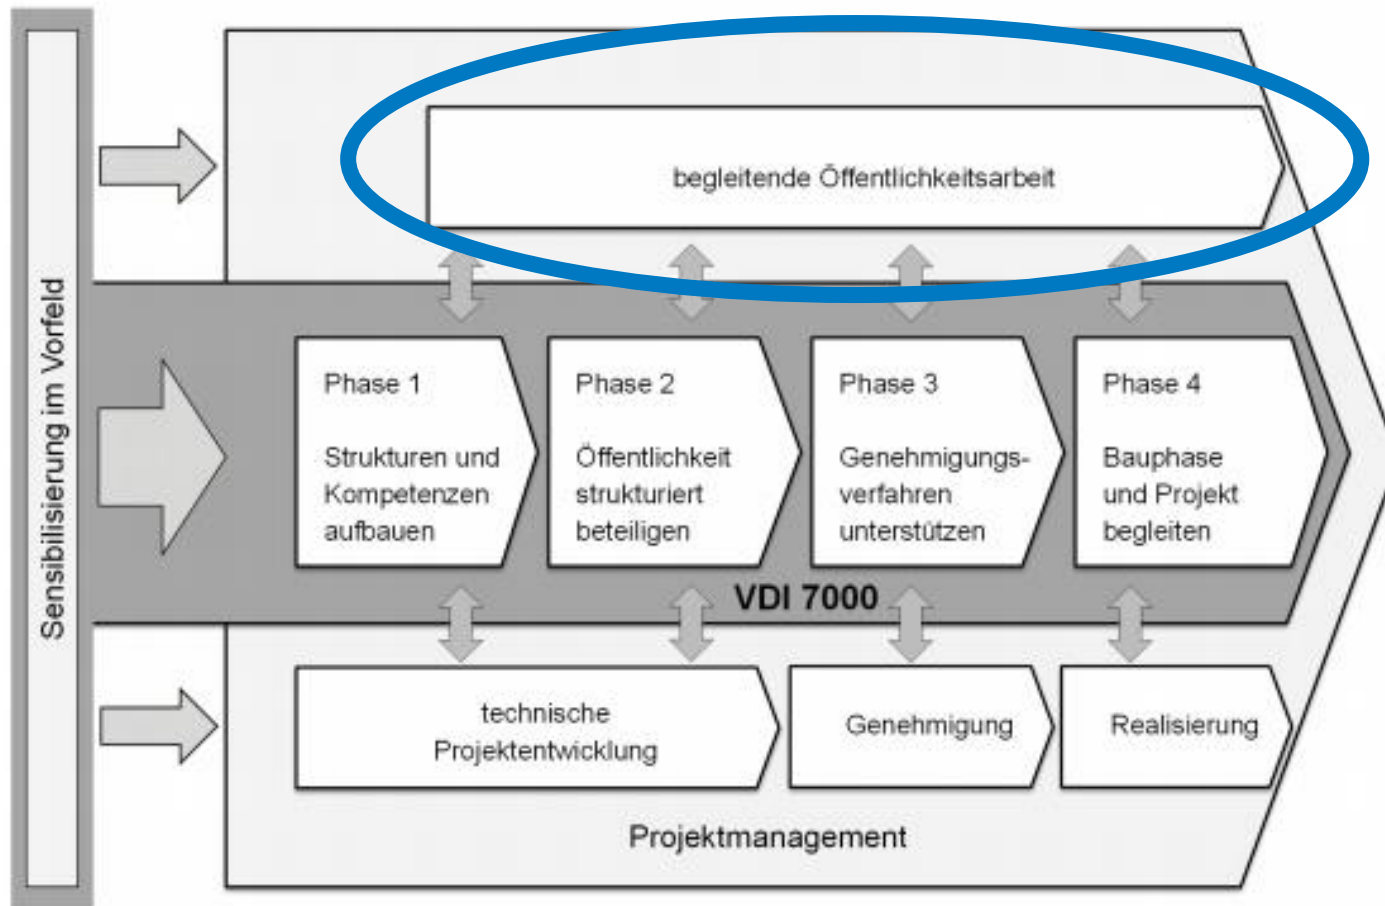 Sensibilisierung im Vorfeld
begleitende Öffentlichkeitsarbeit
Phase 1
Strukturen und
Kompetenzen
aufbauen
Phase 2
Öffentlichkeit
strukturiert
beteiligen
Phase 3
Genehmigungs-
verfahren
unterstützen
Phase 4
Bauphase
und Projekt
begleiten
VDI 7000
technische
Projektentwicklung
Genehmigung
Realisierung
Projektmanagement